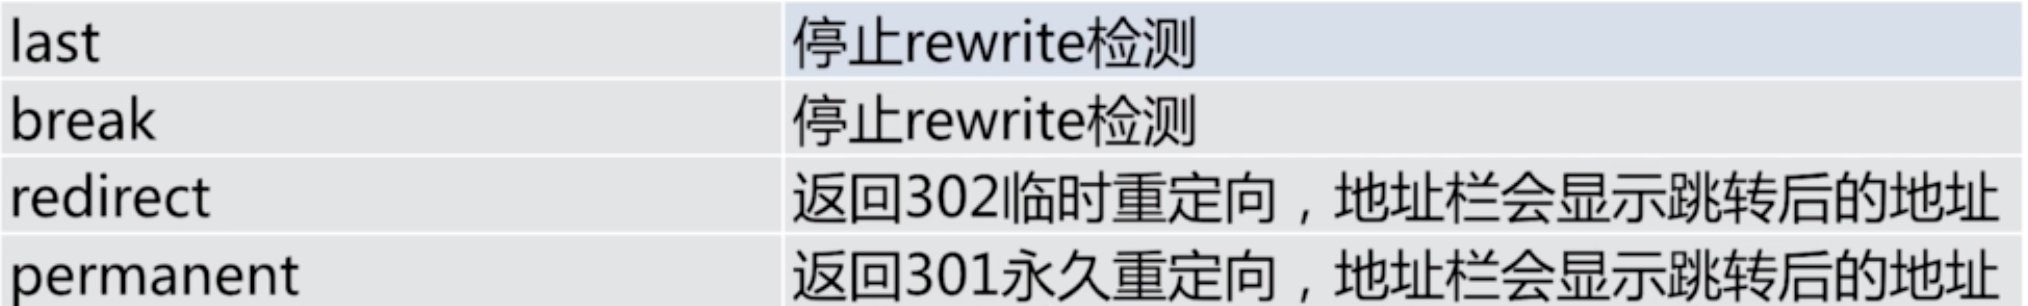 last 停止rewrite检测
break 停止rewrite检测
redirect 返回302临时重定向，地址栏会显示跳转后的地址
permanent 返回301永久重定向，地址栏会显示跳转后的地址